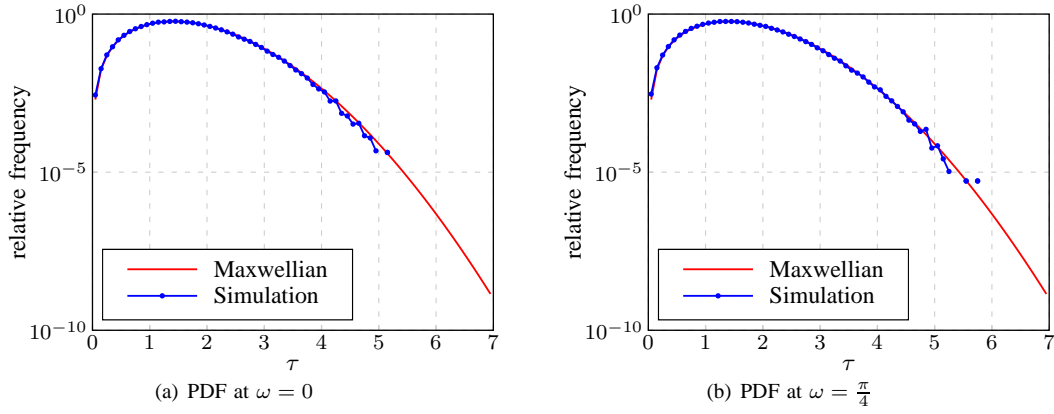 10^0
10^−5
10^−10
relative frequency
Maxwellian
Simulation
0 1 2 3 4 5 6 7
τ
(a) PDF at ω = 0
10^0
10^−5
10^−10
relative frequency
Maxwellian
Simulation
0 1 2 3 4 5 6 7
τ
(b) PDF at ω = π/4